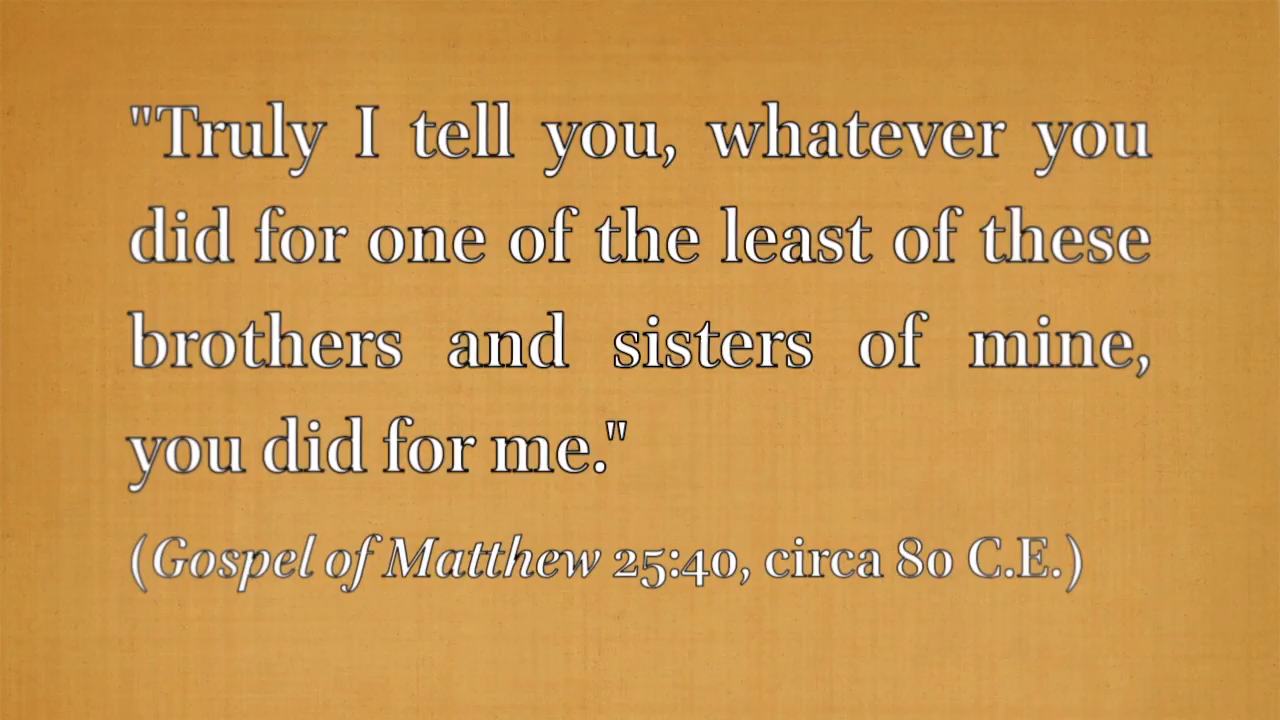 "Truly I tell you, whatever you
did for one of the least of these
brothers and sisters of mine,
you did for me."
(Gospel of Matthew 25:40, circa 80 C.E.)